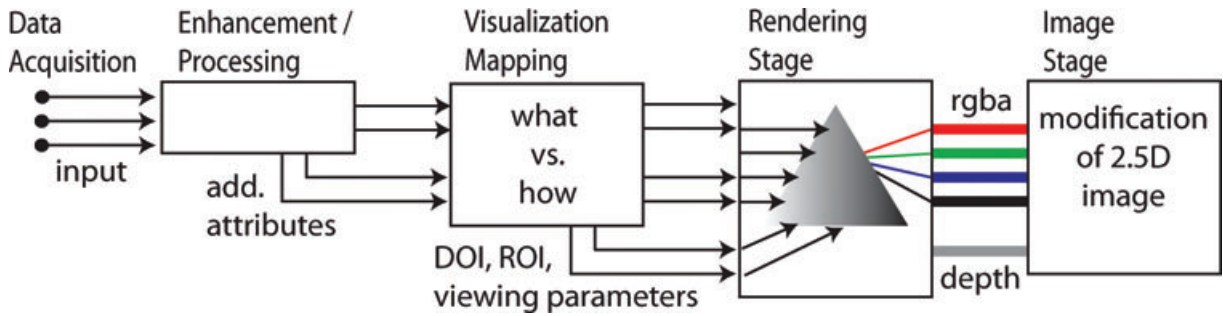 Data
Acquisition
input
Enhancement /
Processing
add.
attributes
Visualization
Mapping
what
vs.
how
DOI, ROI,
viewing parameters
Rendering
Stage
rgba
depth
Image
Stage
modification
of 2.5D
image